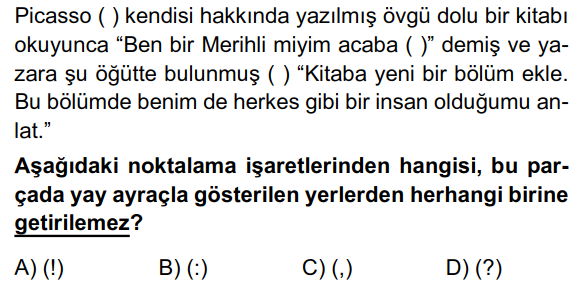 Picasso ( ) kendisi hakkında yazılmış övgü dolu bir kitabı
okuyunca “Ben bir Merihli miyim acaba ( )” demiş ve ya-
zara şu öğütte bulunmuş ( ) “Kitaba yeni bir bölüm ekle.
Bu bölümde benim de herkes gibi bir insan olduğumu an-
lat.”
Aşağıdaki noktalama işaretlerinden hangisi, bu par-
çada yay ayraçla gösterilen yerlerden herhangi birine
getirilemez?
A) (!) B) (:) C) (,) D) (?)